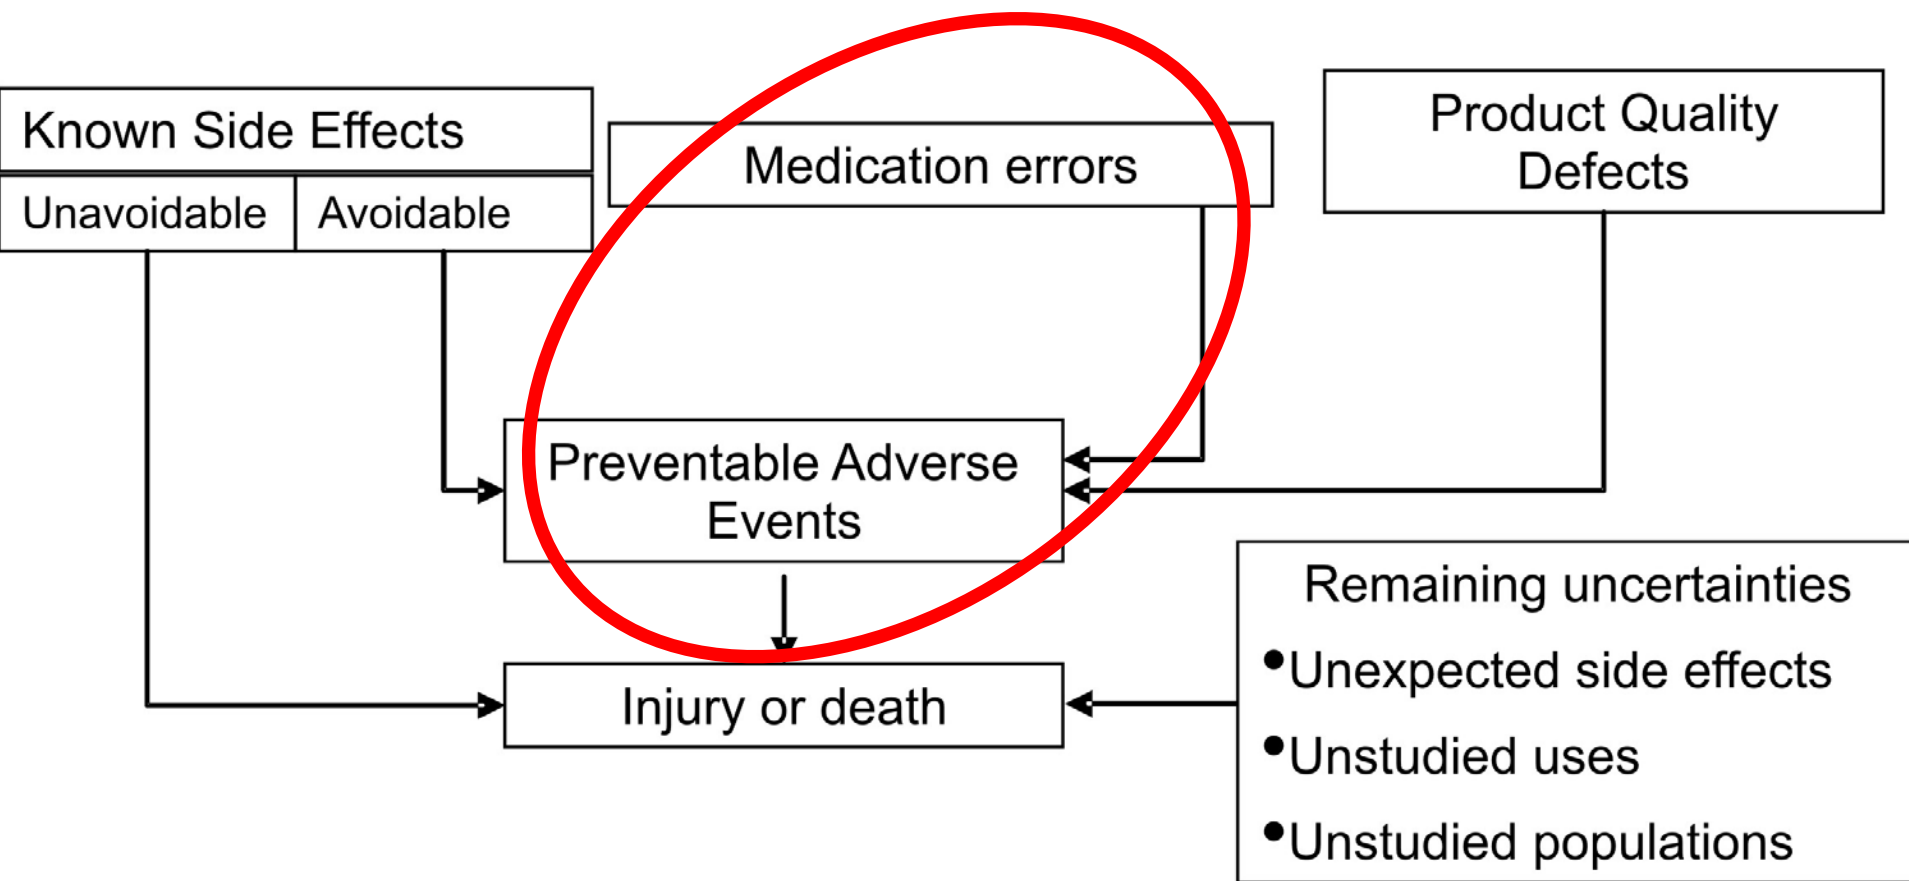 Known Side Effects
Unavoidable
Avoidable
Medication errors
Product Quality
Defects
Preventable Adverse
Events
Injury or death
Remaining uncertainties
•Unexpected side effects
•Unstudied uses
•Unstudied populations